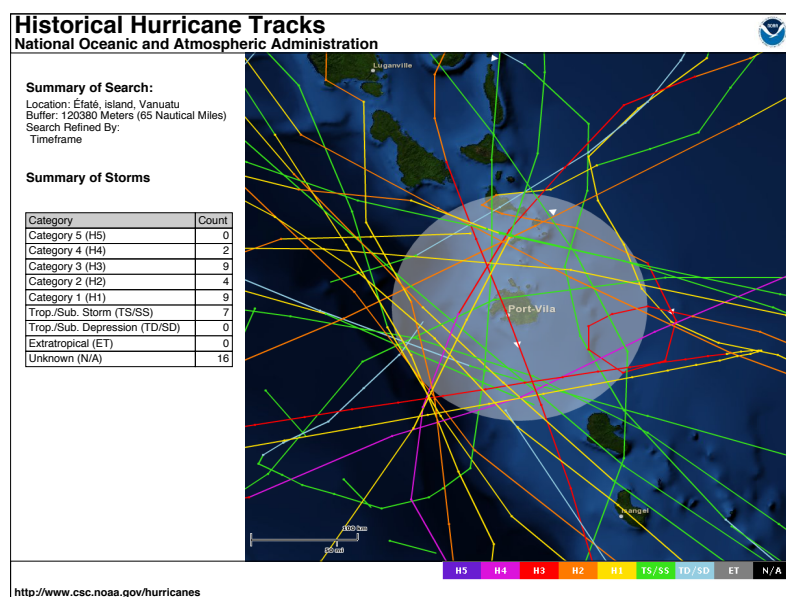 Historical Hurricane Tracks
National Oceanic and Atmospheric Administration
NOAA
Summary of Search:
Location: Éfaté, island, Vanuatu
Buffer: 120380 Meters (65 Nautical Miles)
Search Refined By:
Timeframe
Summary of Storms
Category Count
Category 5 (H5) 0
Category 4 (H4) 2
Category 3 (H3) 9
Category 2 (H2) 4
Category 1 (H1) 9
Trop./Sub. Storm (TS/SS) 7
Trop./Sub. Depression (TD/SD) 0
Extratropical (ET) 0
Unknown (N/A) 16
Luganville
Port-Vila
Isangel
100 km
50 mi
H5 H4 H3 H2 H1 TS/SS TD/SD ET N/A
http://www.csc.noaa.gov/hurricanes